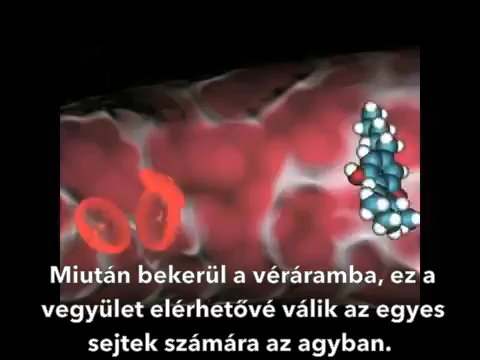 Miután bekerül a véráramba, ez a
vegyület elérhetővé válik az egyes
sejtek számára az agyban.